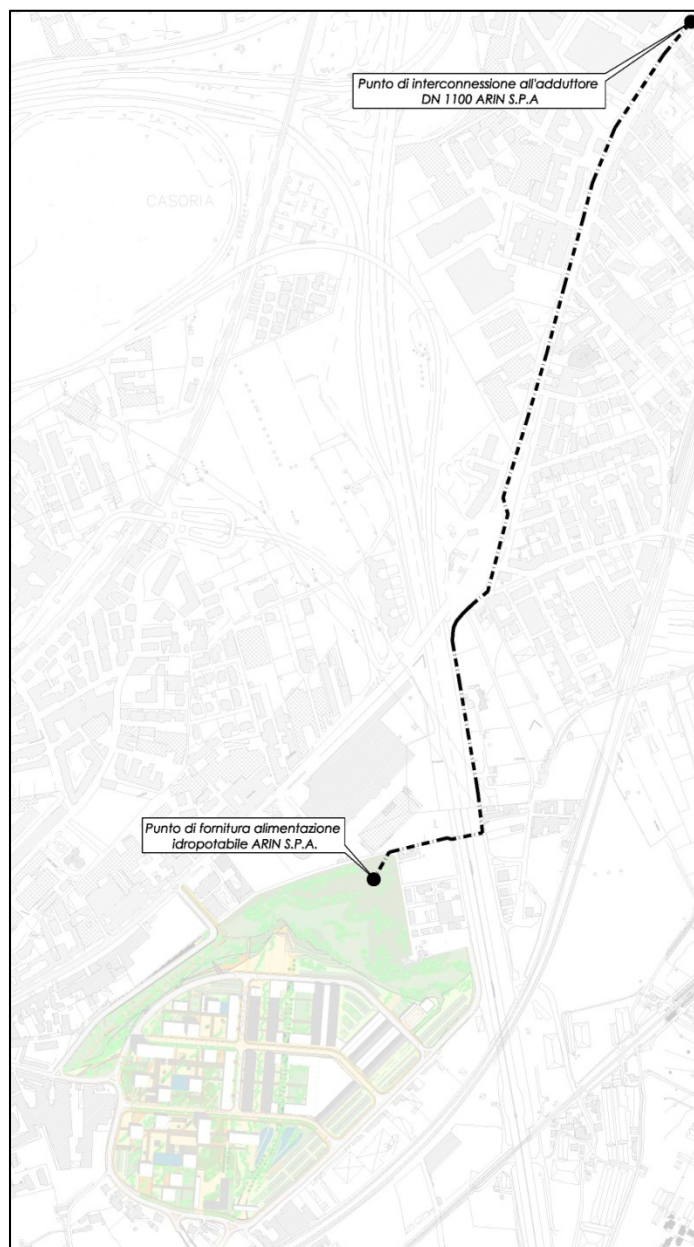 Punto di interconnessione all'adduttore
DN 1100 ARIN S.P.A
CASORIA
Punto di fornitura alimentazione
idropotabile ARIN S.P.A.